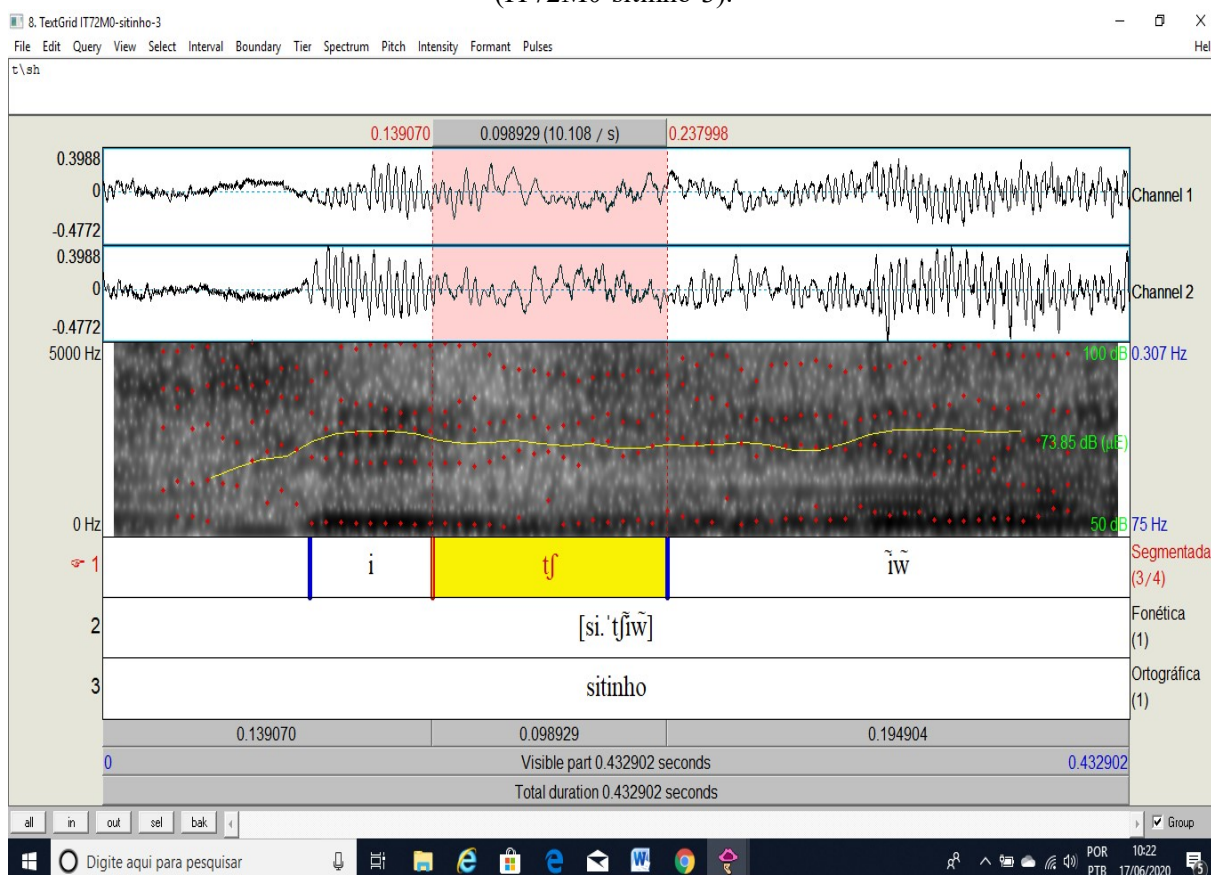 (IT72M0-sitinho-3).
8. TextGrid IT72M0-sitinho-3
File Edit Query View Select Interval Boundary Tier Spectrum Pitch Intensity Formant Pulses Hel
t\sh
0.139070 0.098929 (10.108 / s) 0.237998
0.3988
0
-0.4772
Channel 1
0.3988
0
-0.4772
Channel 2
5000 Hz 100 dB 0.307 Hz
73.85 dB (µE)
0 Hz 50 dB 75 Hz
1 i tʃ ĩw̃ Segmentada
(3/4)
2 [si.ˈtʃĩw̃] Fonética
(1)
3 sitinho Ortográfica
(1)
0.139070 0.098929 0.194904
0 Visible part 0.432902 seconds 0.432902
Total duration 0.432902 seconds
all in out sel bak Group
Digite aqui para pesquisar POR 10:22
PTB 17/06/2020 5